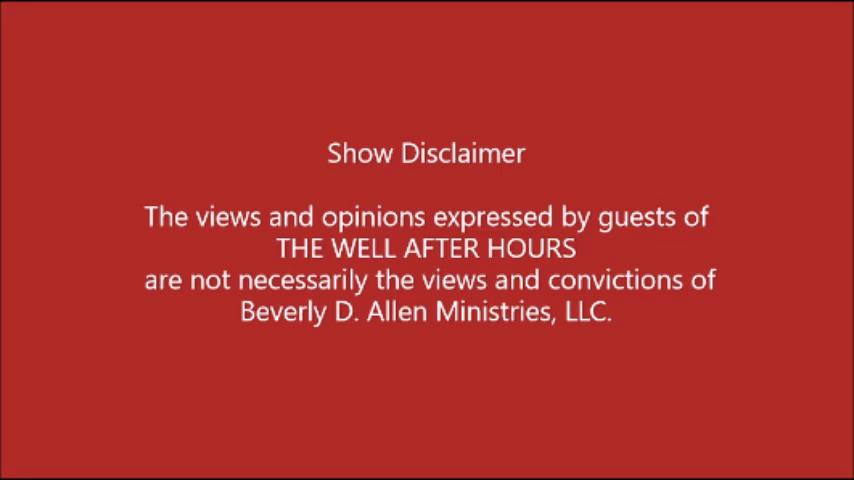 Show Disclaimer
The views and opinions expressed by guests of
THE WELL AFTER HOURS
are not necessarily the views and convictions of
Beverly D. Allen Ministries, LLC.